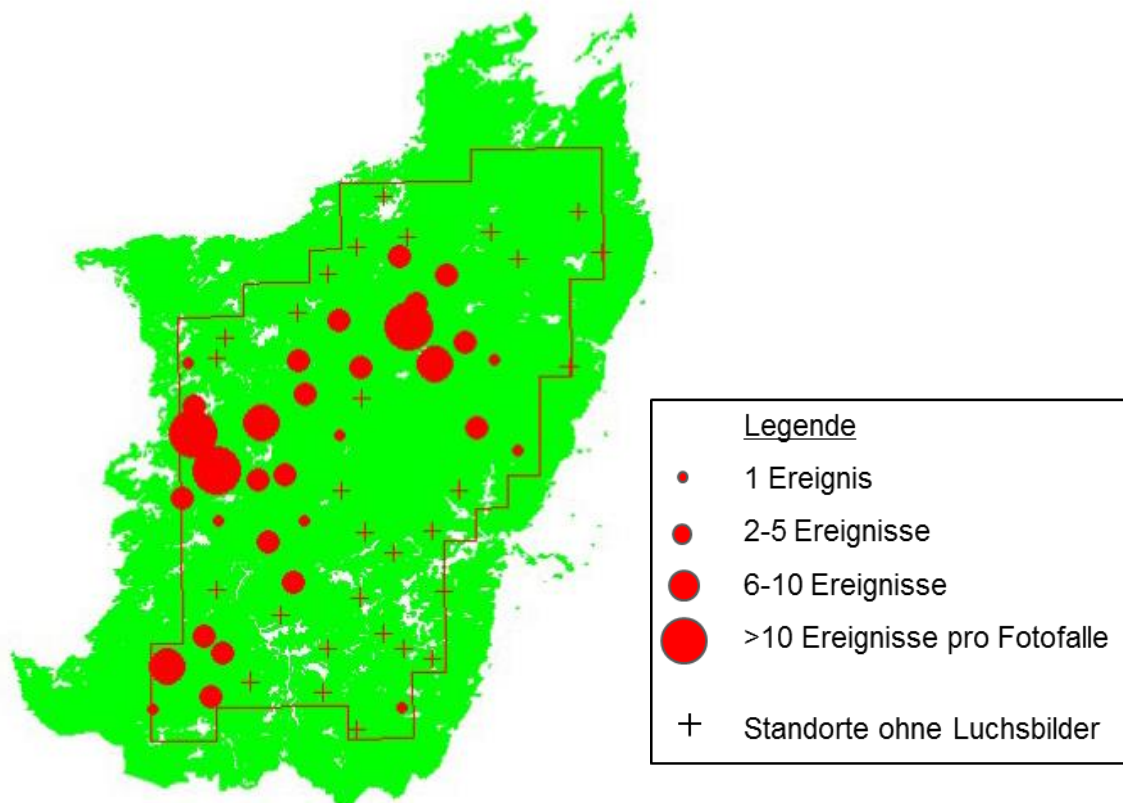 Legende
1 Ereignis
2-5 Ereignisse
6-10 Ereignisse
>10 Ereignisse pro Fotofalle
Standorte ohne Luchsbilder